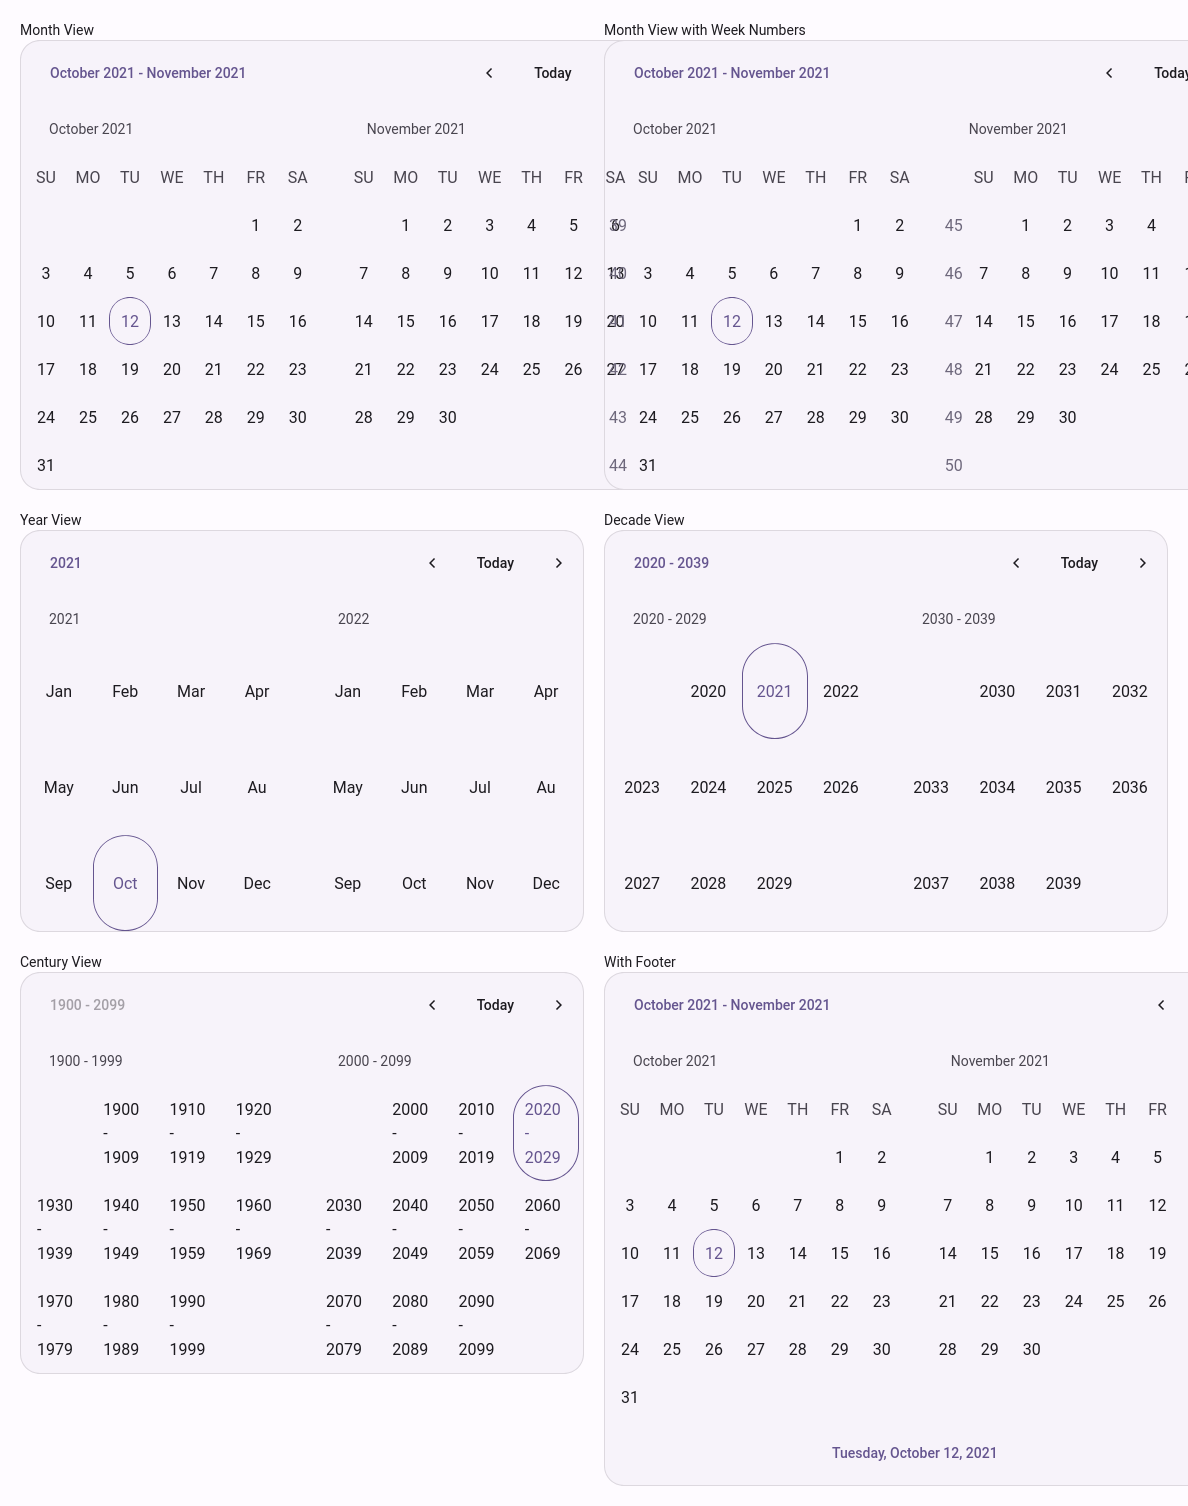 Month View
October 2021 - November 2021 Today
October 2021 November 2021
SU MO TU WE TH FR SA SU MO TU WE TH FR SA
1 2 1 2 3 4 5 6
3 4 5 6 7 8 9 7 8 9 10 11 12 13
10 11 12 13 14 15 16 14 15 16 17 18 19 20
17 18 19 20 21 22 23 21 22 23 24 25 26 27
24 25 26 27 28 29 30 28 29 30
31
Month View with Week Numbers
October 2021 - November 2021 Today
October 2021 November 2021
SU MO TU WE TH FR SA SU MO TU WE TH
39 1 2 45 1 2 3 4
40 3 4 5 6 7 8 9 46 7 8 9 10 11
41 10 11 12 13 14 15 16 47 14 15 16 17 18
42 17 18 19 20 21 22 23 48 21 22 23 24 25
43 24 25 26 27 28 29 30 49 28 29 30
44 31 50
Year View
2021 Today
2021 2022
Jan Feb Mar Apr Jan Feb Mar Apr
May Jun Jul Au May Jun Jul Au
Sep Oct Nov Dec Sep Oct Nov Dec
Decade View
2020 - 2039 Today
2020 - 2029 2030 - 2039
2020 2021 2022 2030 2031 2032
2023 2024 2025 2026 2033 2034 2035 2036
2027 2028 2029 2037 2038 2039
Century View
1900 - 2099 Today
1900 - 1999 2000 - 2099
1900 1910 1920 2000 2010 2020
- - - - - -
1909 1919 1929 2009 2019 2029
1930 1940 1950 1960 2030 2040 2050 2060
- - - - - - - -
1939 1949 1959 1969 2039 2049 2059 2069
1970 1980 1990 2070 2080 2090
- - - - - -
1979 1989 1999 2079 2089 2099
With Footer
October 2021 - November 2021
October 2021 November 2021
SU MO TU WE TH FR SA SU MO TU WE TH FR
1 2 1 2 3 4 5
3 4 5 6 7 8 9 7 8 9 10 11 12
10 11 12 13 14 15 16 14 15 16 17 18 19
17 18 19 20 21 22 23 21 22 23 24 25 26
24 25 26 27 28 29 30 28 29 30
31
Tuesday, October 12, 2021